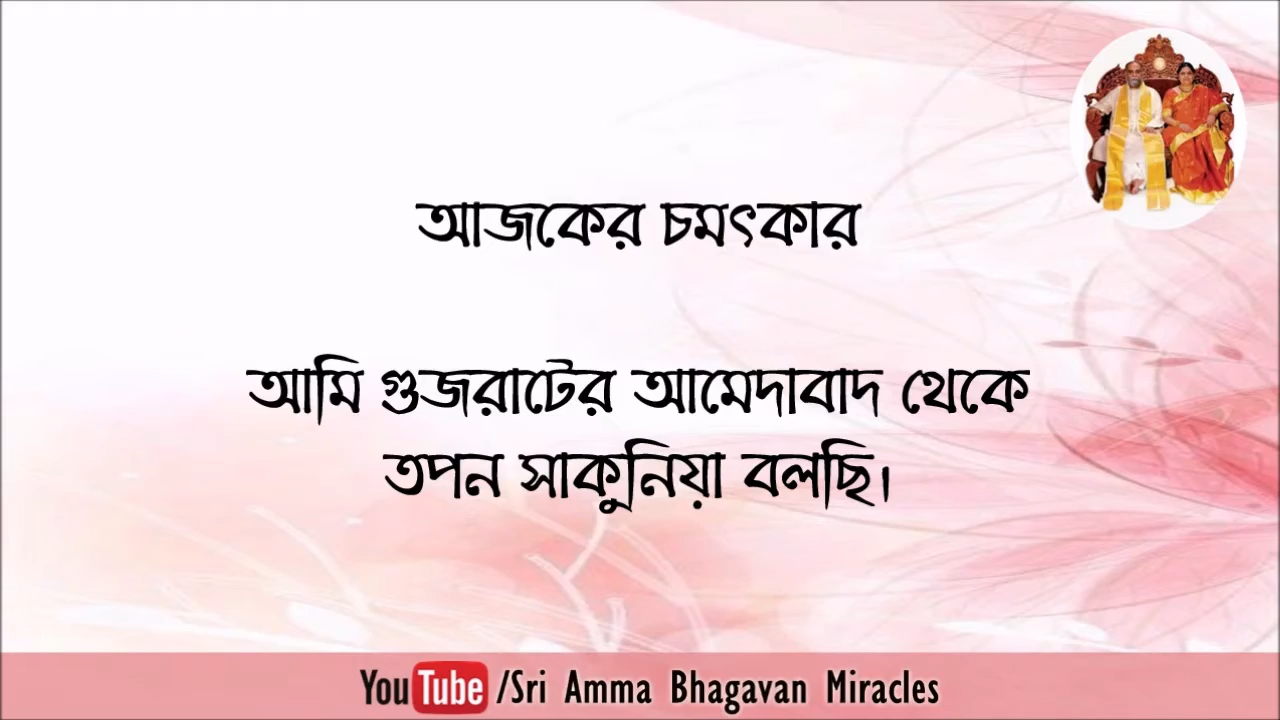 আজকের চমৎকার
আমি গুজরাটের আমেদাবাদ থেকে
তপন সাকুনিয়া বলছি।
YouTube /Sri Amma Bhagavan Miracles